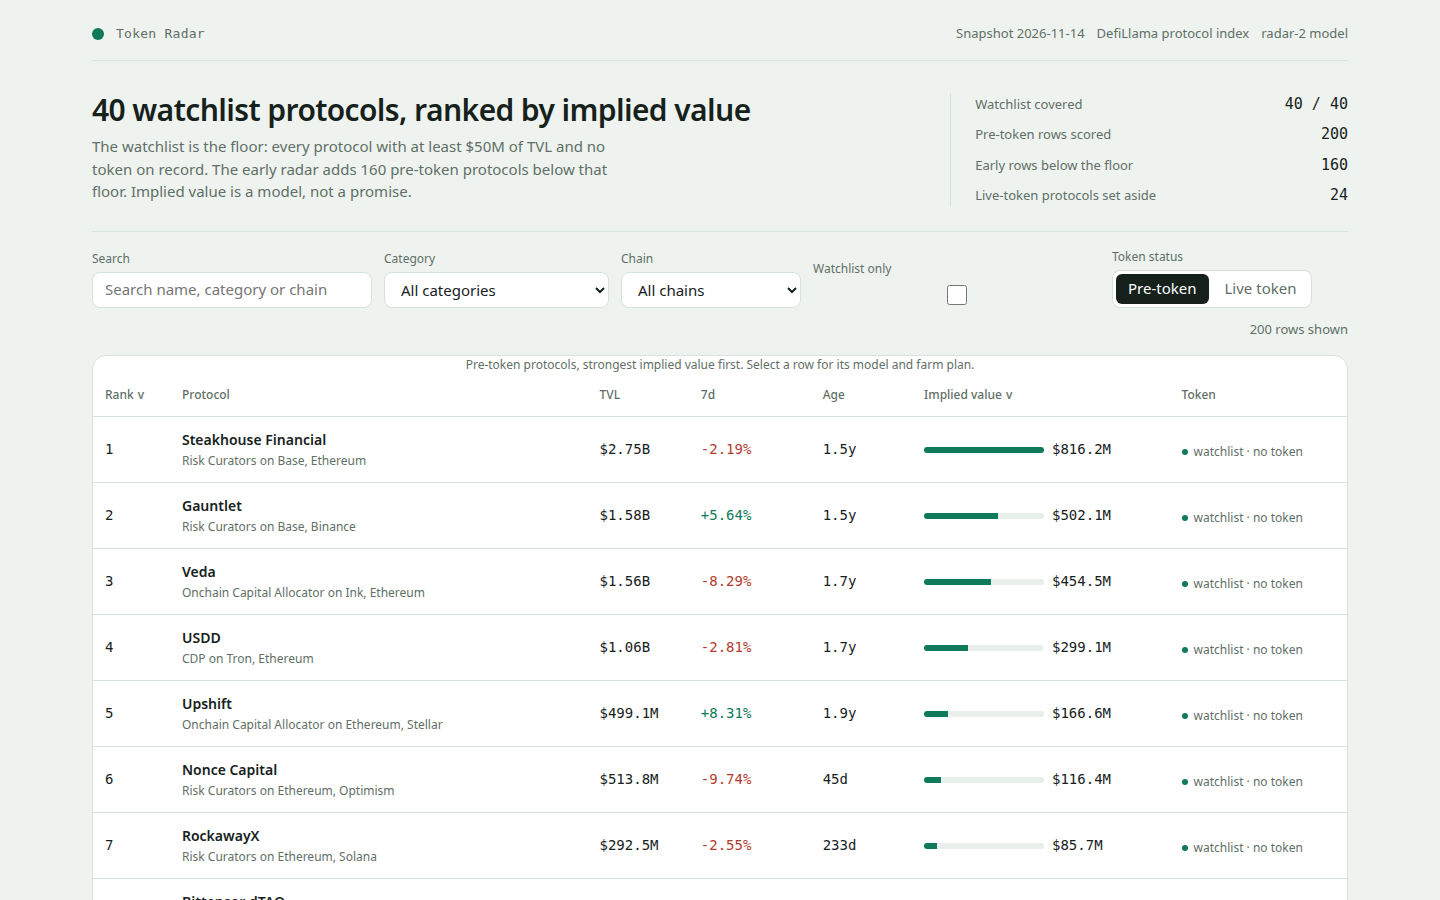 Token Radar
Snapshot 2026-11-14 DefiLlama protocol index radar-2 model
40 watchlist protocols, ranked by implied value
The watchlist is the floor: every protocol with at least $50M of TVL and no
token on record. The early radar adds 160 pre-token protocols below that
floor. Implied value is a model, not a promise.
Watchlist covered 40 / 40
Pre-token rows scored 200
Early rows below the floor 160
Live-token protocols set aside 24
Search
Search name, category or chain
Category
All categories
Chain
All chains
Watchlist only
Token status
Pre-token Live token
200 rows shown
Pre-token protocols, strongest implied value first. Select a row for its model and farm plan.
Rank v Protocol TVL 7d Age Implied value v Token
1 Steakhouse Financial $2.75B -2.19% 1.5y $816.2M watchlist · no token
Risk Curators on Base, Ethereum
2 Gauntlet $1.58B +5.64% 1.5y $502.1M watchlist · no token
Risk Curators on Base, Binance
3 Veda $1.56B -8.29% 1.7y $454.5M watchlist · no token
Onchain Capital Allocator on Ink, Ethereum
4 USDD $1.06B -2.81% 1.7y $299.1M watchlist · no token
CDP on Tron, Ethereum
5 Upshift $499.1M +8.31% 1.9y $166.6M watchlist · no token
Onchain Capital Allocator on Ethereum, Stellar
6 Nonce Capital $513.8M -9.74% 45d $116.4M watchlist · no token
Risk Curators on Ethereum, Optimism
7 RockawayX $292.5M -2.55% 233d $85.7M watchlist · no token
Risk Curators on Ethereum, Solana